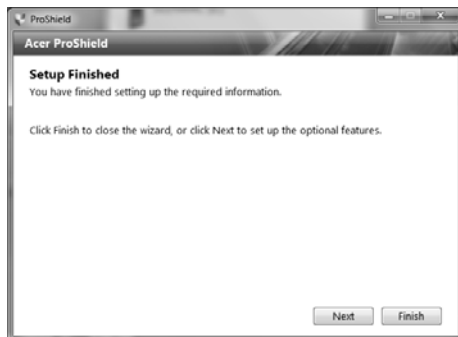 ProShield
Acer ProShield
Setup Finished
You have finished setting up the required information.
Click Finish to close the wizard, or click Next to set up the optional features.
Next Finish